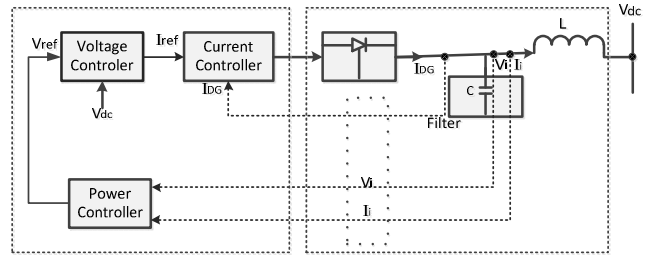 Vdc
L
Vref
Voltage
Controler
Iref
Current
Controller
IDG
Vi
Ii
IDG
C
Vdc
Filter
Power
Controller
Vi
Ii